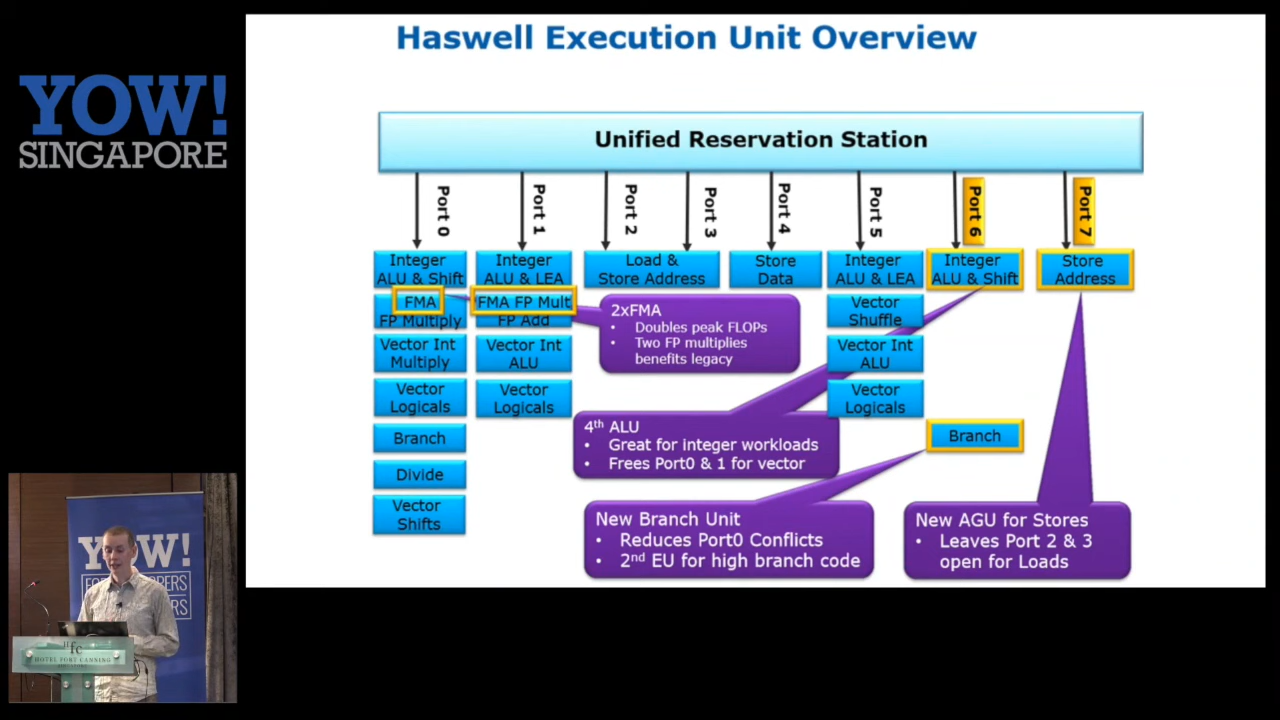 YOW!
SINGAPORE
Haswell Execution Unit Overview
Unified Reservation Station
Port 0
Port 1
Port 2
Port 3
Port 4
Port 5
Port 6
Port 7
Integer
ALU & Shift
Integer
ALU & LEA
Load &
Store Address
Store
Data
Integer
ALU & LEA
Integer
ALU & Shift
Store
Address
FMA
FP Multiply
FMA FP Mult
FP Add
Vector Int
Multiply
Vector Int
ALU
Vector
Logicals
Vector
Logicals
Branch
Divide
Vector
Shifts
Vector
Shuffle
Vector Int
ALU
Vector
Logicals
Branch
2xFMA
• Doubles peak FLOPs
• Two FP multiplies
benefits legacy
4th ALU
• Great for integer workloads
• Frees Port0 & 1 for vector
New Branch Unit
• Reduces Port0 Conflicts
• 2nd EU for high branch code
New AGU for Stores
• Leaves Port 2 & 3
open for Loads
YOW!
HOTEL FORT CANNING